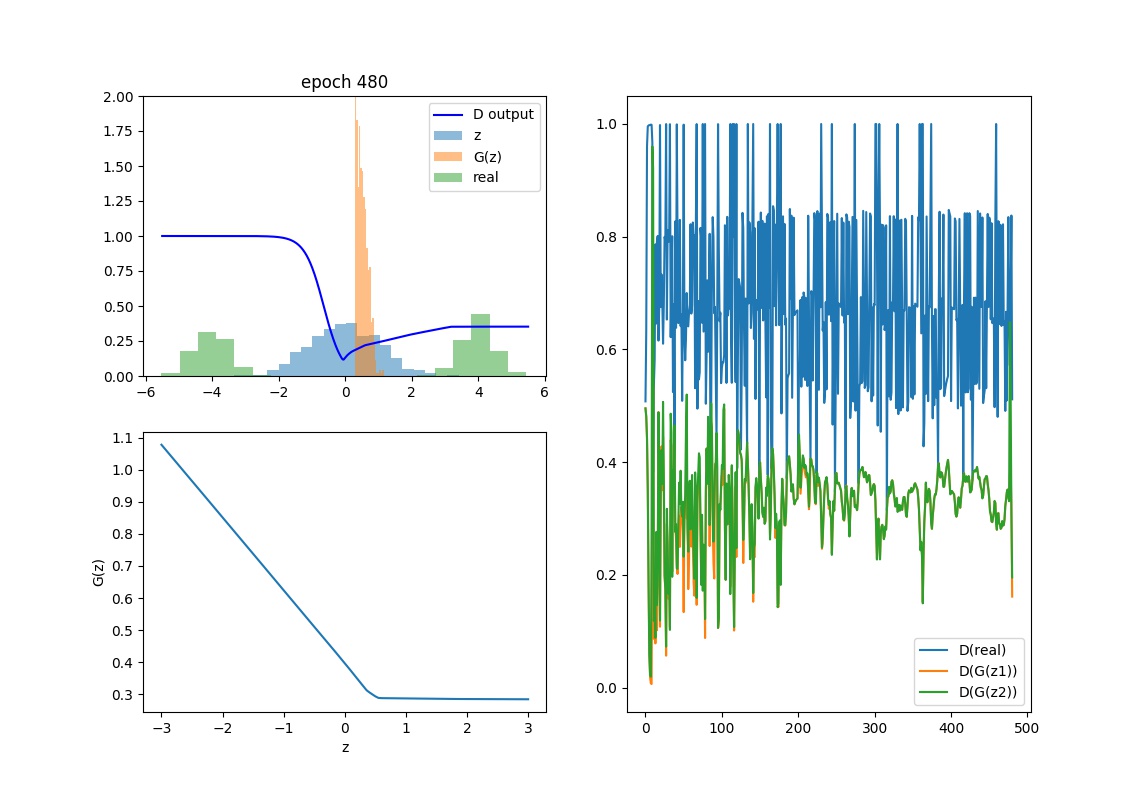 epoch 480
2.00
1.75
1.50
1.25
1.00
0.75
0.50
0.25
0.00
−6 −4 −2 0 2 4 6
D output
z
G(z)
real
1.1
1.0
0.9
0.8
0.7
0.6
0.5
0.4
0.3
G(z)
−3 −2 −1 0 1 2 3
z
1.0
0.8
0.6
0.4
0.2
0.0
0 100 200 300 400 500
D(real)
D(G(z1))
D(G(z2))